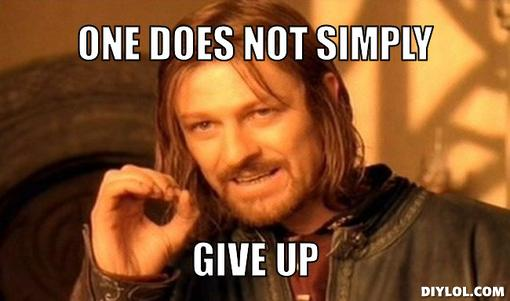 ONE DOES NOT SIMPLY
GIVE UP
DIYLOL.COM